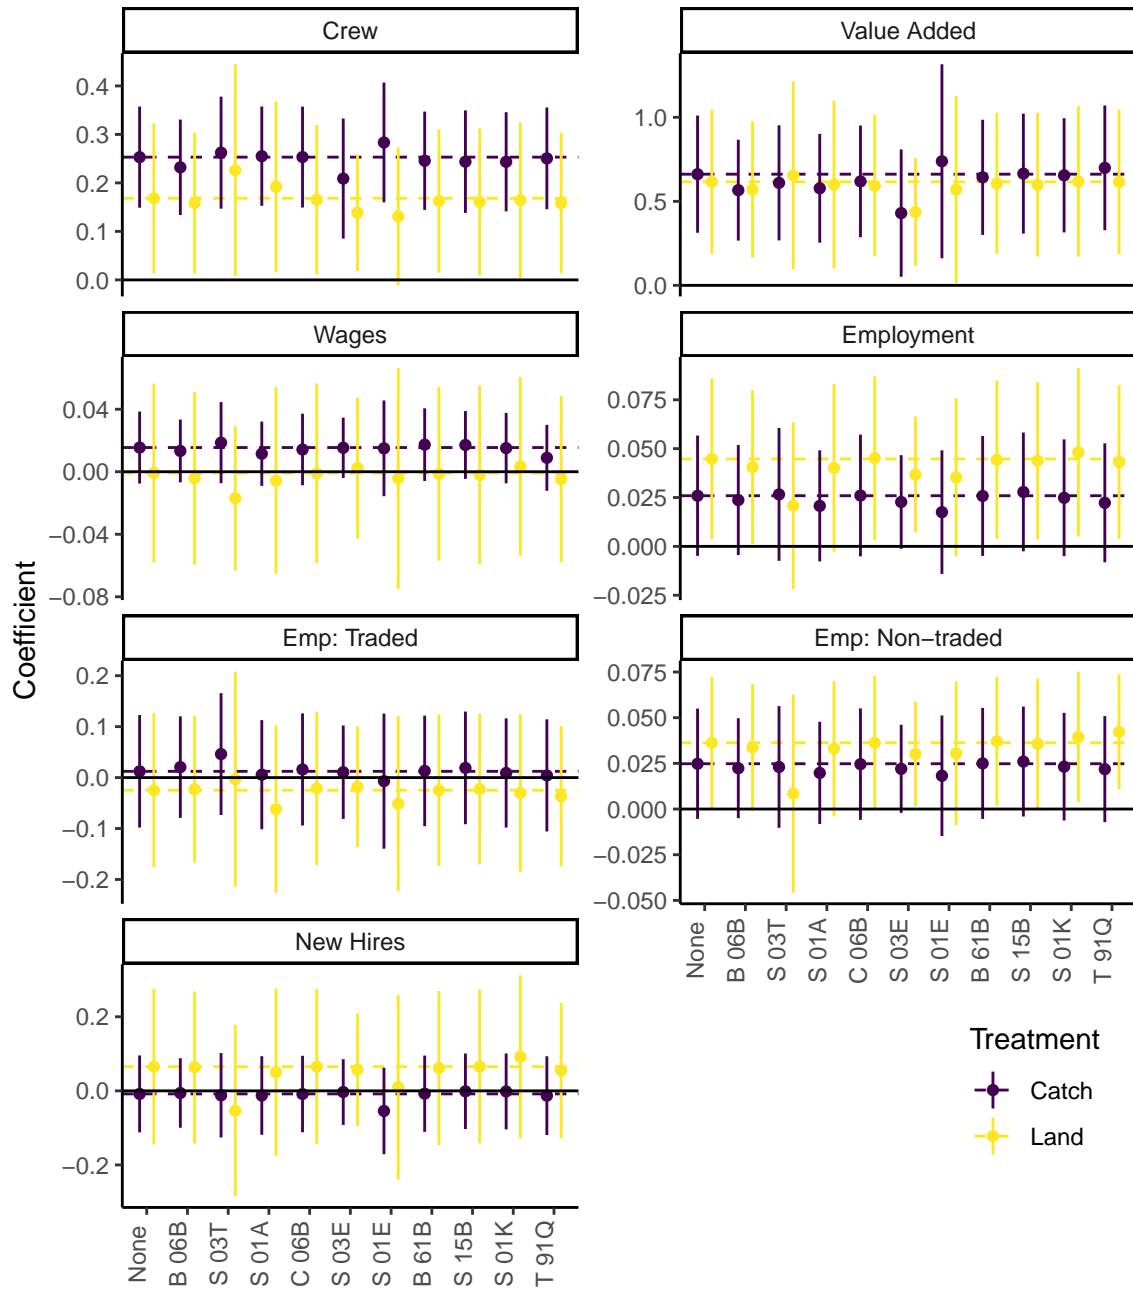 Crew
0.4
0.3
0.2
0.1
0.0
Value Added
1.0
0.5
0.0
Wages
0.04
0.00
−0.04
−0.08
Employment
0.075
0.050
0.025
0.000
−0.025
Coefficient
Emp: Traded
0.2
0.1
0.0
−0.1
−0.2
Emp: Non−traded
0.075
0.050
0.025
0.000
−0.025
−0.050
None
B 06B
S 03T
S 01A
C 06B
S 03E
S 01E
B 61B
S 15B
S 01K
T 91Q
New Hires
0.2
0.0
−0.2
None
B 06B
S 03T
S 01A
C 06B
S 03E
S 01E
B 61B
S 15B
S 01K
T 91Q
Treatment
Catch
Land